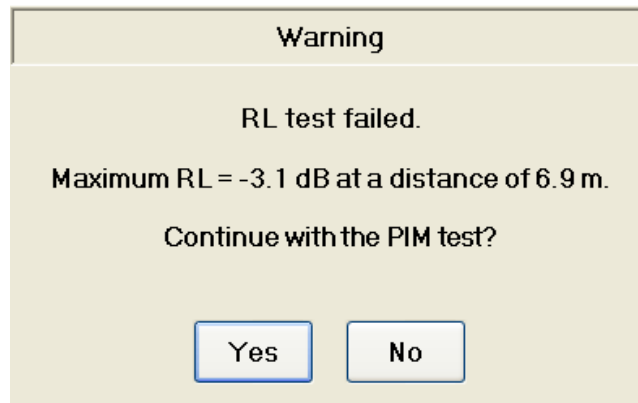 Warning
RL test failed.
Maximum RL = -3.1 dB at a distance of 6.9 m.
Continue with the PIM test?
Yes
No